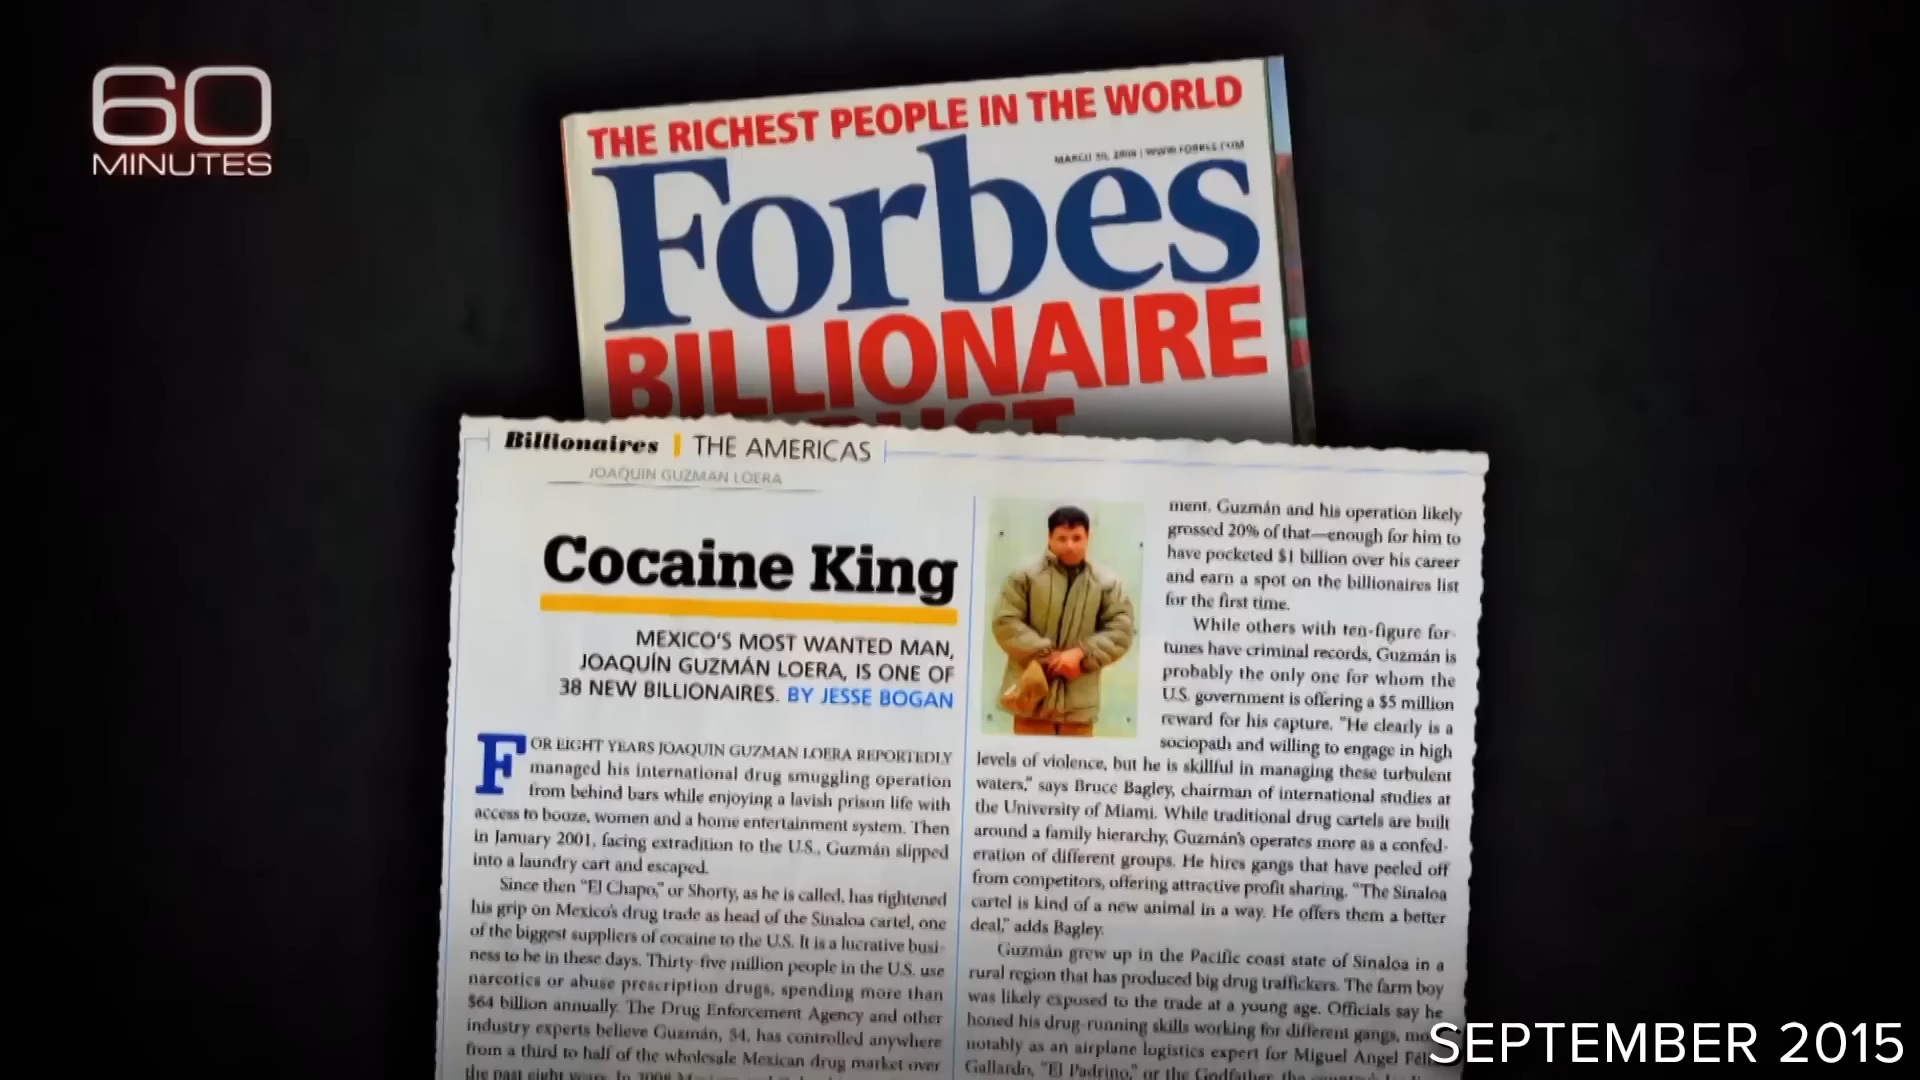 60
MINUTES
THE RICHEST PEOPLE IN THE WORLD
Forbes
BILLIONAIRE
Billionaires | THE AMERICAS
JOAQUIN GUZMAN LOERA
Cocaine King
MEXICO'S MOST WANTED MAN,
JOAQUÍN GUZMÁN LOERA, IS ONE OF
38 NEW BILLIONAIRES. BY JESSE BOGAN
FOR EIGHT YEARS JOAQUIN GUZMAN LOERA REPORTEDLY
managed his international drug smuggling operation
from behind bars while enjoying a lavish prison life with
access to booze, women and a home entertainment system. Then
in January 2001, facing extradition to the U.S., Guzmán slipped
into a laundry cart and escaped.
Since then "El Chapo," or Shorty, as he is called, has tightened
his grip on Mexico's drug trade as head of the Sinaloa cartel, one
of the biggest suppliers of cocaine to the U.S. It is a lucrative busi-
ness to be in these days. Thirty-five million people in the U.S. use
narcotics or abuse prescription drugs, spending more than
$64 billion annually. The Drug Enforcement Agency and other
industry experts believe Guzmán, 54, has controlled anywhere
from a third to half of the wholesale Mexican drug market over
the past eight years. In 2008
ment. Guzmán and his operation likely
grossed 20% of that—enough for him to
have pocketed $1 billion over his career
and earn a spot on the billionaires list
for the first time.
While others with ten-figure for-
tunes have criminal records, Guzmán is
probably the only one for whom the
U.S. government is offering a $5 million
reward for his capture. "He clearly is a
sociopath and willing to engage in high
levels of violence, but he is skillful in managing these turbulent
waters," says Bruce Bagley, chairman of international studies at
the University of Miami. While traditional drug cartels are built
around a family hierarchy, Guzmán's operates more as a confed-
eration of different groups. He hires gangs that have peeled off
from competitors, offering attractive profit sharing. "The Sinaloa
cartel is kind of a new animal in a way. He offers them a better
deal," adds Bagley.
Guzmán grew up in the Pacific coast state of Sinaloa in a
rural region that has produced big drug traffickers. The farm boy
was likely exposed to the trade at a young age. Officials say he
honed his drug-running skills working for different gangs,
notably as an airplane logistics expert for Miguel Angel
Gallardo, "El Padrino," or the Godfather, the
SEPTEMBER 2015